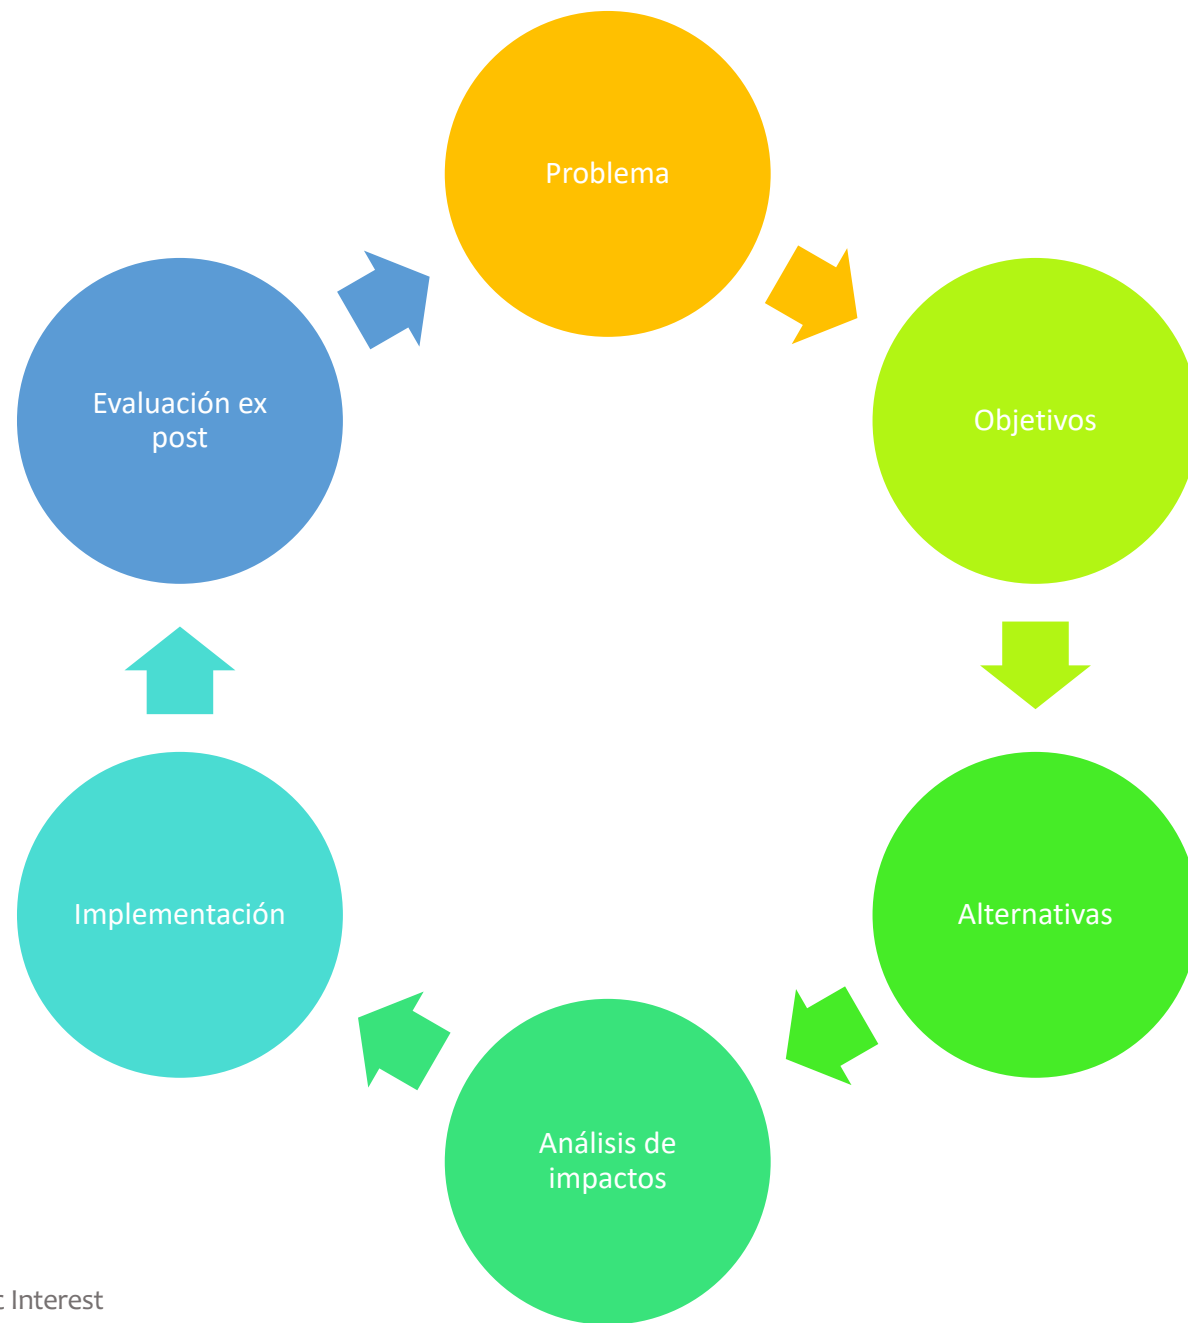 Problema
Objetivos
Alternativas
Análisis de
impactos
Implementación
Evaluación ex
post
Interest